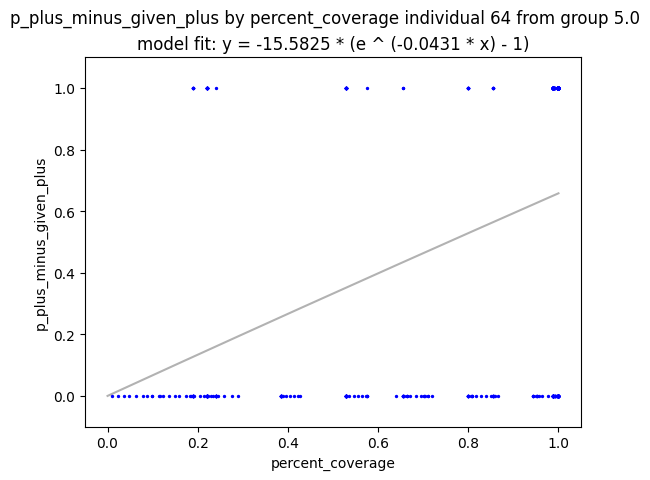 p_plus_minus_given_plus by percent_coverage individual 64 from group 5.0
model fit: y = -15.5825 * (e ^ (-0.0431 * x) - 1)
1.0
0.8
0.6
0.4
0.2
0.0
p_plus_minus_given_plus
0.0 0.2 0.4 0.6 0.8 1.0
percent_coverage